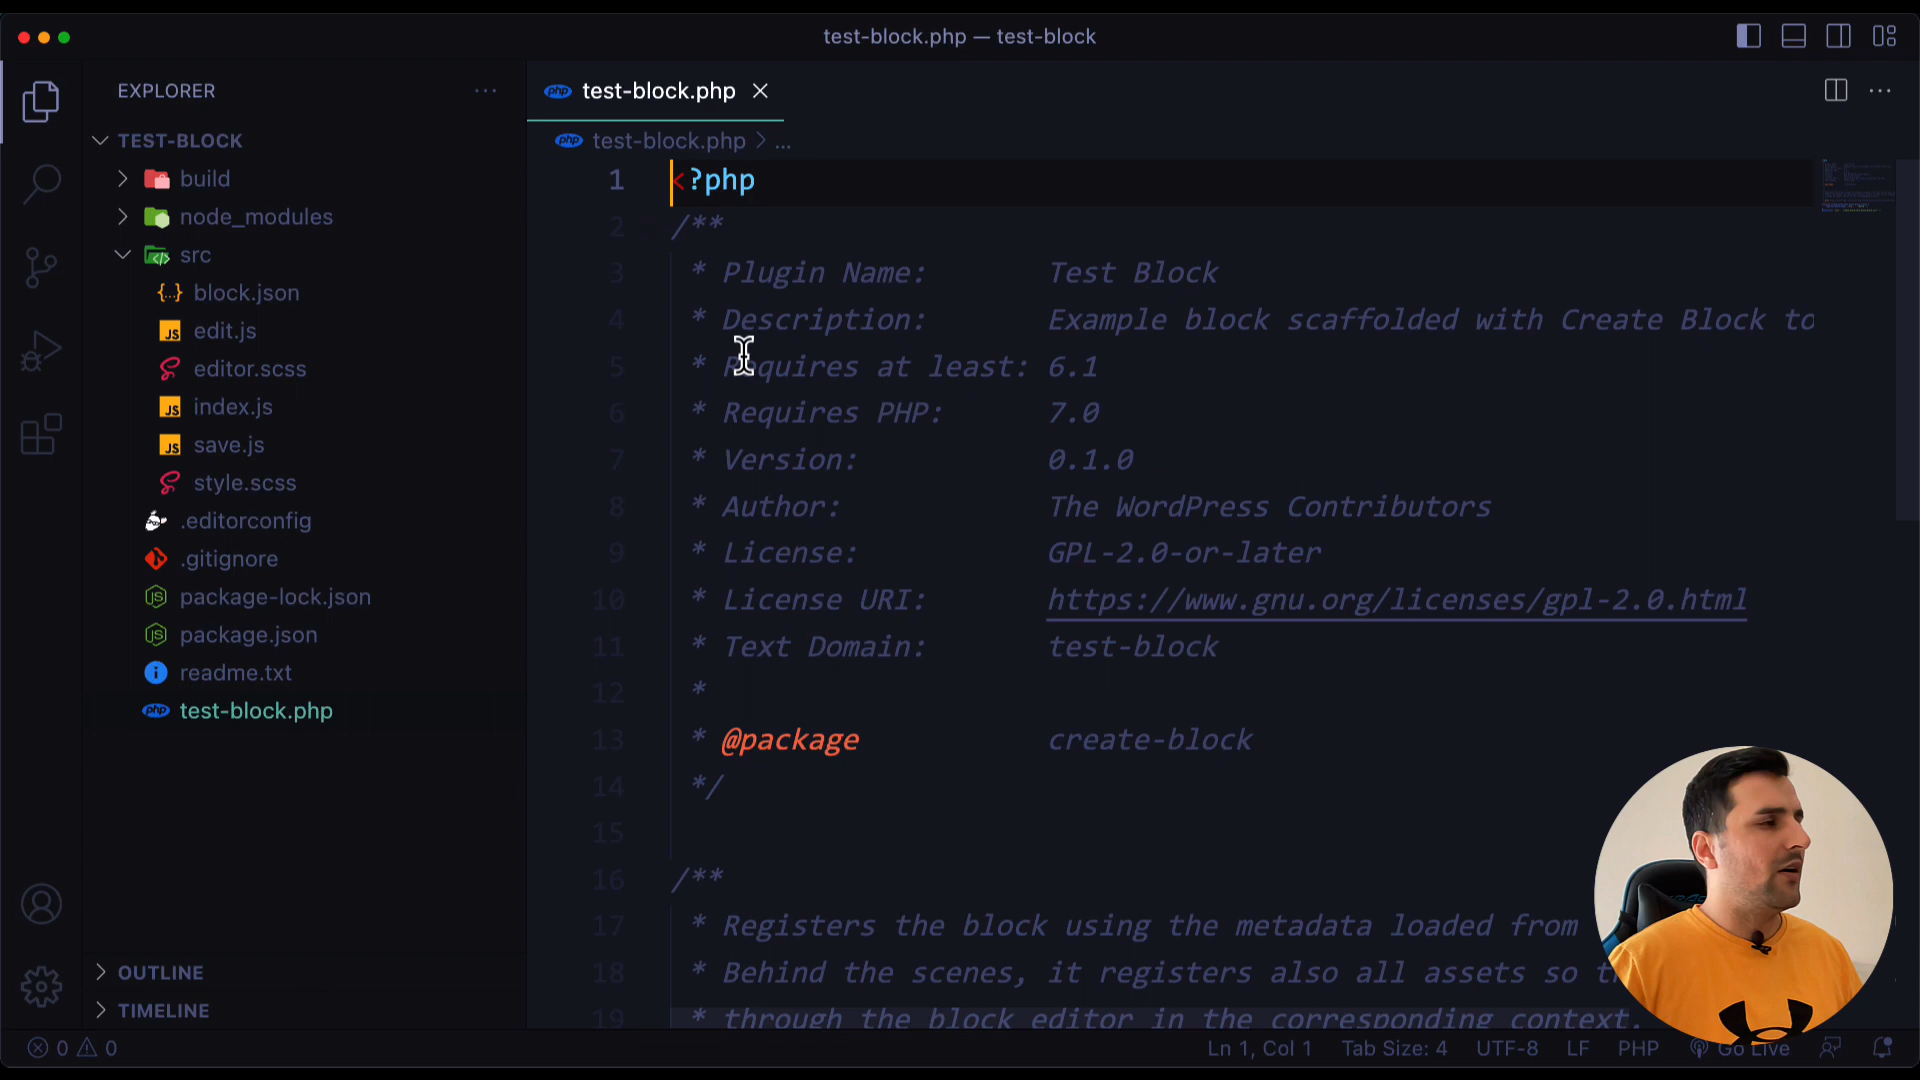 test-block.php — test-block
EXPLORER
TEST-BLOCK
build
node_modules
src
block.json
edit.js
editor.scss
index.js
save.js
style.scss
.editorconfig
.gitignore
package-lock.json
package.json
readme.txt
test-block.php
OUTLINE
TIMELINE
test-block.php
test-block.php > ...
1 <?php
2 /**
3 * Plugin Name: Test Block
4 * Description: Example block scaffolded with Create Block to
5 * Requires at least: 6.1
6 * Requires PHP: 7.0
7 * Version: 0.1.0
8 * Author: The WordPress Contributors
9 * License: GPL-2.0-or-later
10 * License URI: https://www.gnu.org/licenses/gpl-2.0.html
11 * Text Domain: test-block
12 *
13 * @package create-block
14 */
15
16 /**
17 * Registers the block using the metadata loaded from
18 * Behind the scenes, it registers also all assets so
19 * through the block editor in the corresponding context.
0 0
Ln 1, Col 1 Tab Size: 4 UTF-8 LF PHP Go Live